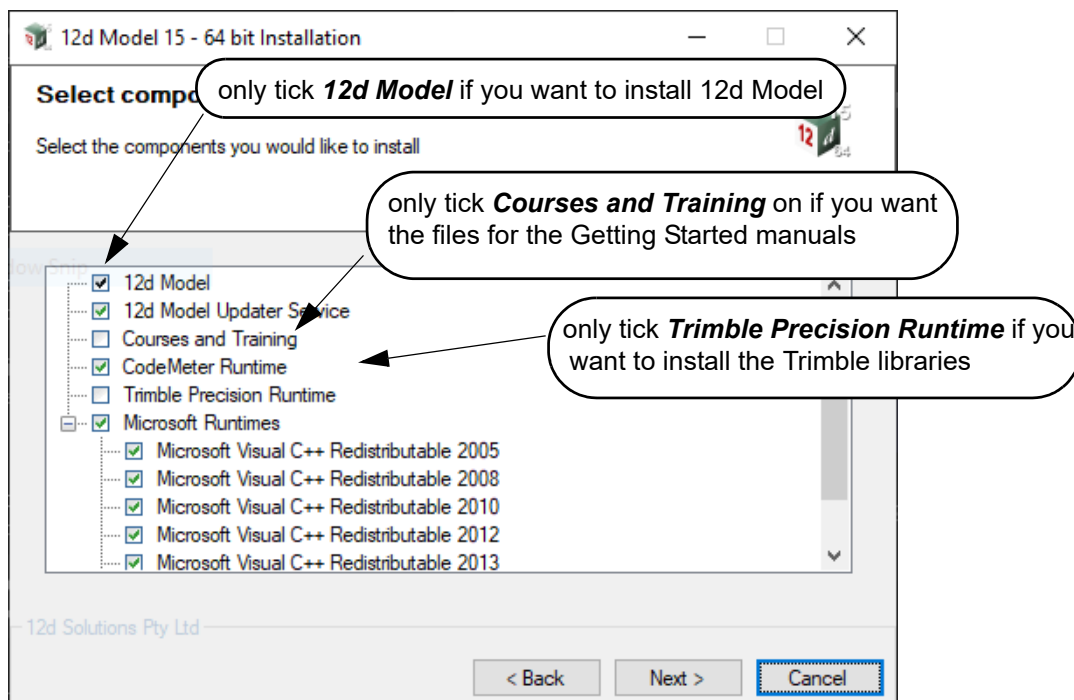 12d Model 15 - 64 bit Installation
only tick 12d Model if you want to install 12d Model
Select compo
Select the components you would like to install
15
12 d
64
only tick Courses and Training on if you want
the files for the Getting Started manuals
low Snip
12d Model
12d Model Updater Service
Courses and Training
CodeMeter Runtime
Trimble Precision Runtime
only tick Trimble Precision Runtime if you
want to install the Trimble libraries
Microsoft Runtimes
Microsoft Visual C++ Redistributable 2005
Microsoft Visual C++ Redistributable 2008
Microsoft Visual C++ Redistributable 2010
Microsoft Visual C++ Redistributable 2012
Microsoft Visual C++ Redistributable 2013
12d Solutions Pty Ltd
< Back Next > Cancel